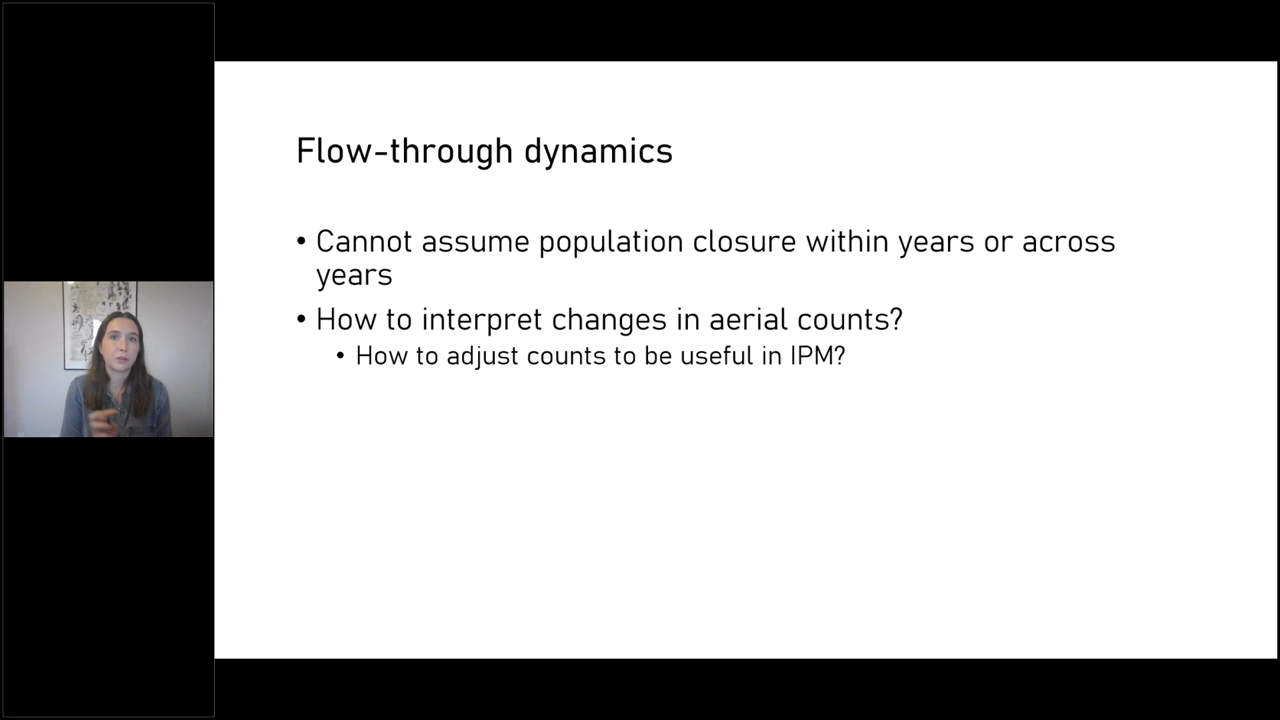 Flow-through dynamics
• Cannot assume population closure within years or across
years
• How to interpret changes in aerial counts?
• How to adjust counts to be useful in IPM?